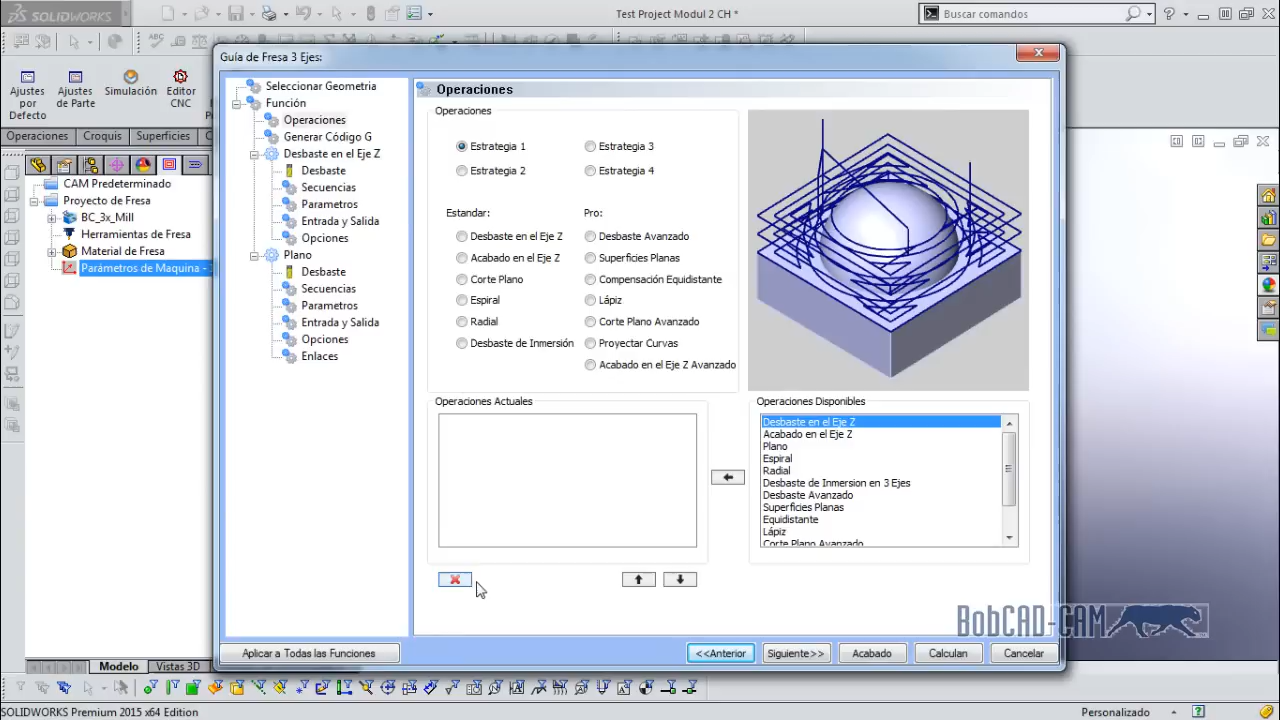 SOLIDWORKS
Test Project Modul 2 CH *
Buscar comandos
Guía de Fresa 3 Ejes:
Ajustes por Defecto
Ajustes de Parte
Simulación
Editor CNC
Operaciones
Croquis
Superficies
CAM Predeterminado
Proyecto de Fresa
BC_3x_Mill
Herramientas de Fresa
Material de Fresa
Parámetros de Maquina -
Seleccionar Geometria
Función
Operaciones
Generar Código G
Desbaste en el Eje Z
Desbaste
Secuencias
Parametros
Entrada y Salida
Opciones
Plano
Desbaste
Secuencias
Parametros
Entrada y Salida
Opciones
Enlaces
Operaciones
Operaciones
Estrategia 1
Estrategia 3
Estrategia 2
Estrategia 4
Estandar:
Pro:
Desbaste en el Eje Z
Desbaste Avanzado
Acabado en el Eje Z
Superficies Planas
Corte Plano
Compensación Equidistante
Espiral
Lápiz
Radial
Corte Plano Avanzado
Desbaste de Inmersión
Proyectar Curvas
Acabado en el Eje Z Avanzado
Operaciones Actuales
Operaciones Disponibles
Desbaste en el Eje Z
Acabado en el Eje Z
Plano
Espiral
Radial
Desbaste de Inmersion en 3 Ejes
Desbaste Avanzado
Superficies Planas
Equidistante
Lápiz
Corte Plano Avanzado
BobCAD-CAM
Aplicar a Todas las Funciones
<<Anterior
Siguiente>>
Acabado
Calculan
Cancelar
Modelo
Vistas 3D
SOLIDWORKS Premium 2015 x64 Edition
Personalizado